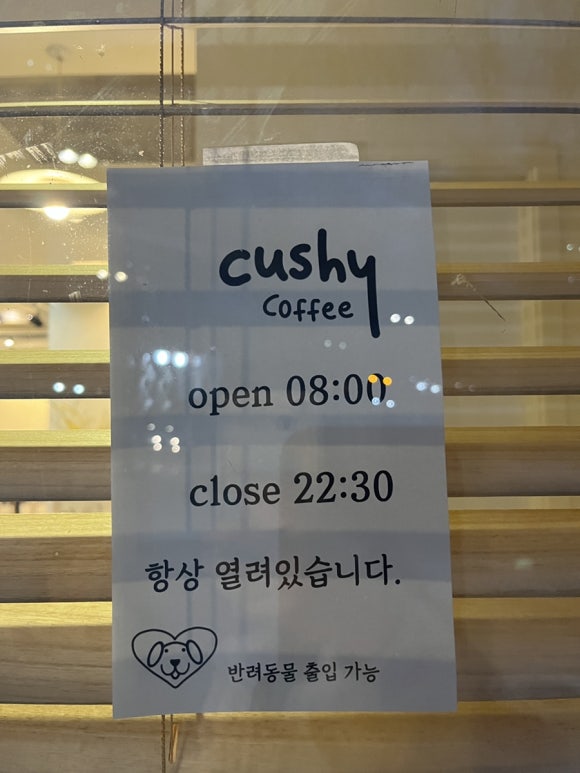 cushy
Coffee
open 08:00
close 22:30
항상 열려있습니다.
반려동물 출입 가능